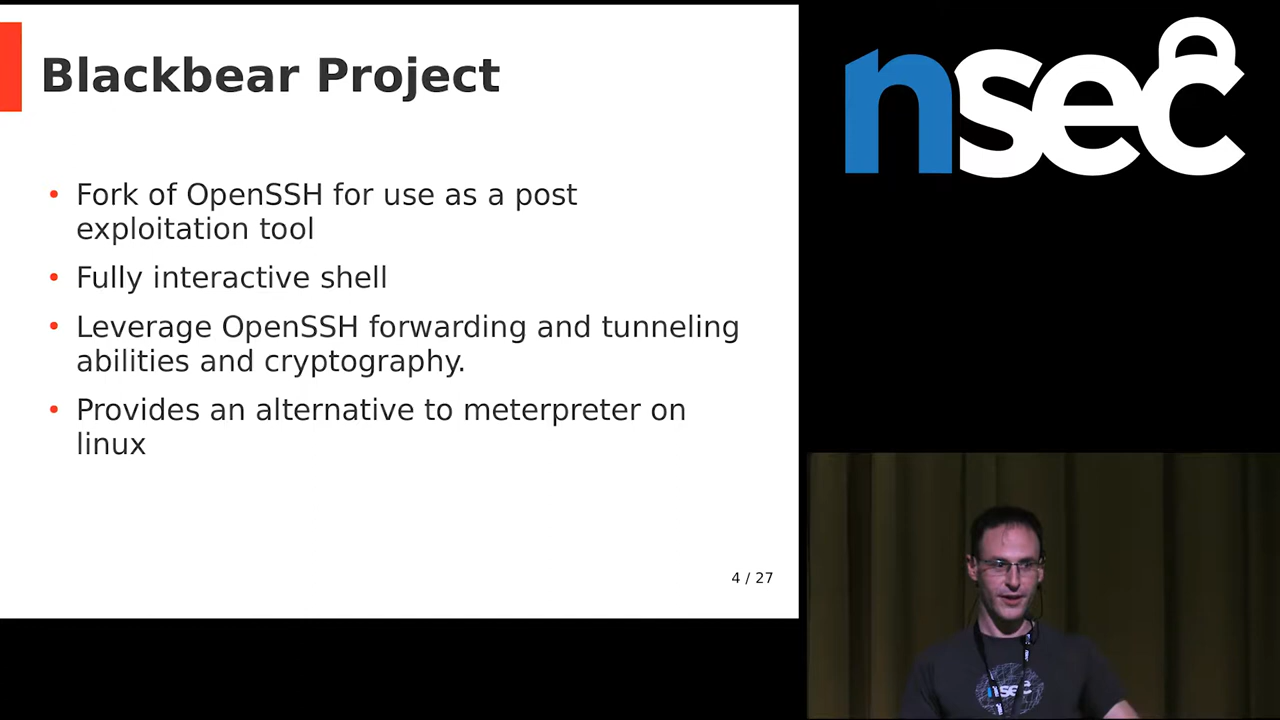 Blackbear Project
• Fork of OpenSSH for use as a post
exploitation tool
• Fully interactive shell
• Leverage OpenSSH forwarding and tunneling
abilities and cryptography.
• Provides an alternative to meterpreter on
linux
4 / 27
nsec
nsec